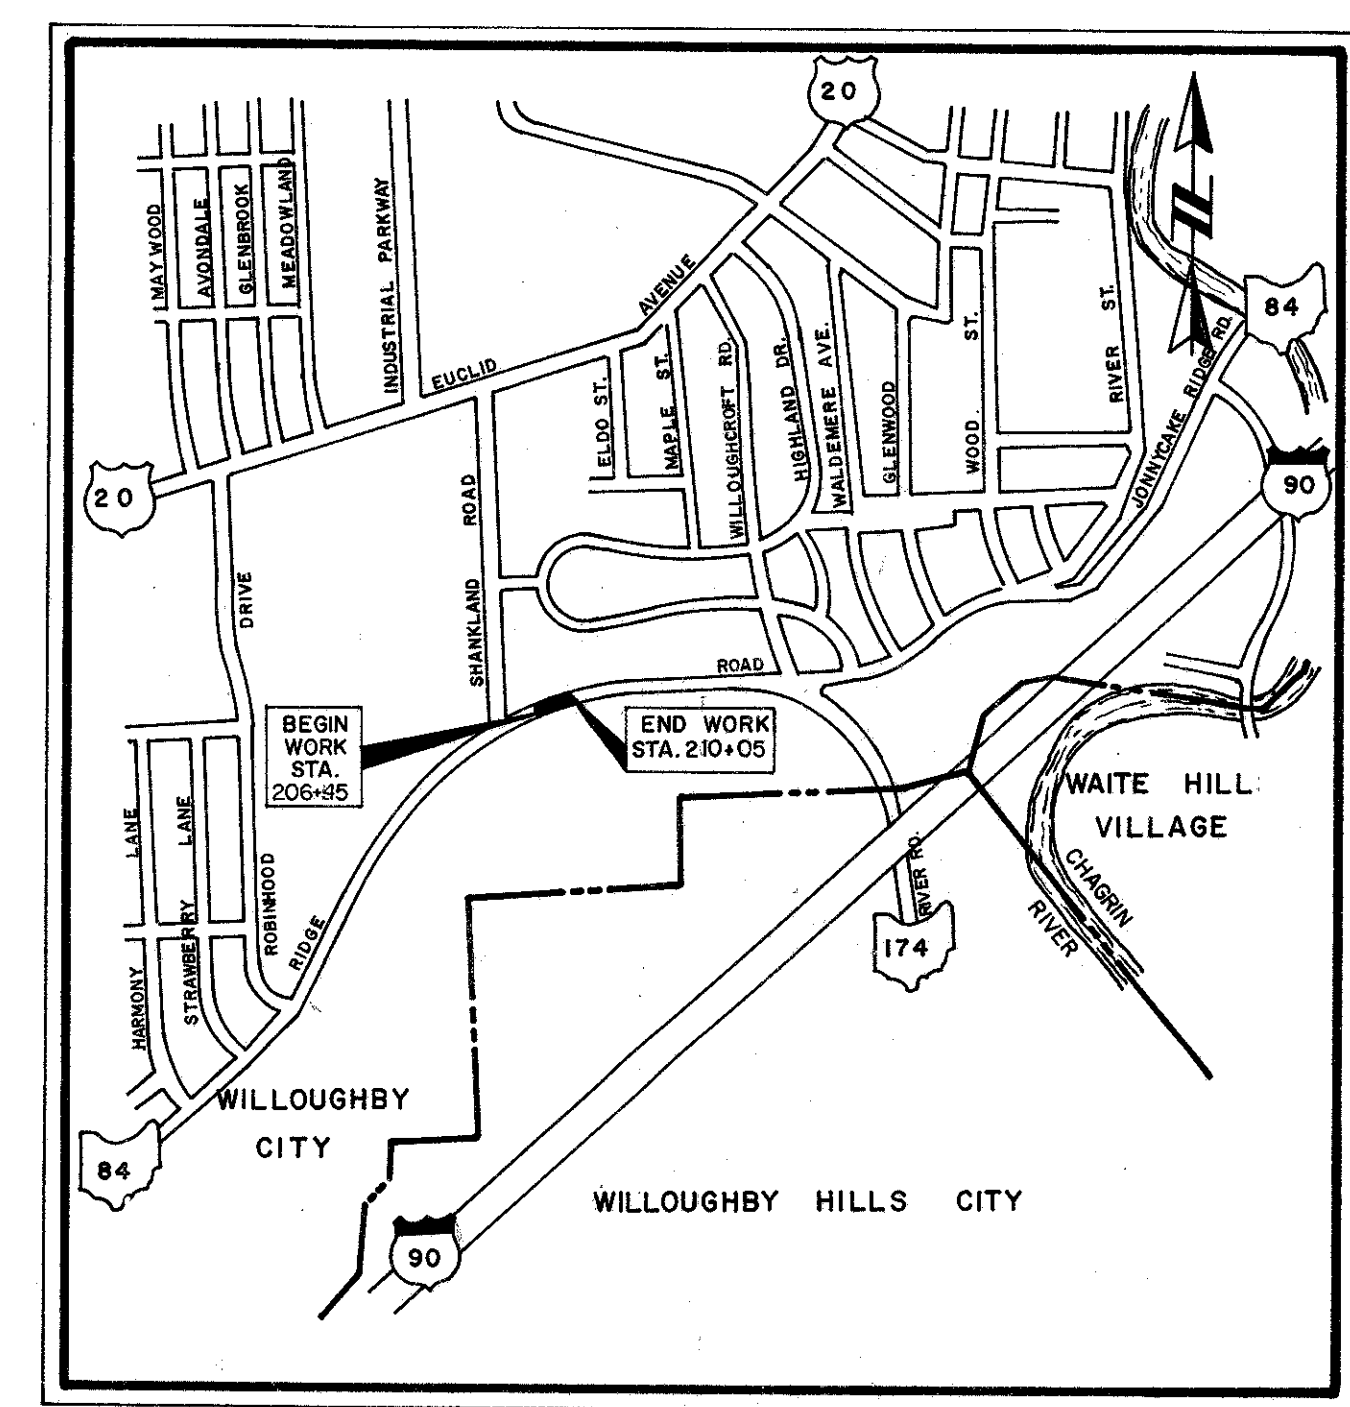 20
MAYWOOD
AVONDALE
GLENBROOK
MEADOWLAND
INDUSTRIAL PARKWAY
EUCLID
AVENUE
84
20
ELDO ST.
MAPLE ST.
WILLOUGHCROFT RD.
HIGHLAND DR.
WALDEMERE AVE.
GLENWOOD
WOOD ST.
RIVER ST.
JONNYCAKE RIDGE RD.
90
DRIVE
SHANKLAND ROAD
ROAD
BEGIN
WORK
STA.
206+45
END WORK
STA. 210+05
WAITE HILL
VILLAGE
CHAGRIN
RIVER
RIVER RD.
174
HARMONY LANE
STRAWBERRY LANE
ROBINHOOD
RIDGE
WILLOUGHBY
CITY
84
WILLOUGHBY HILLS CITY
90
N